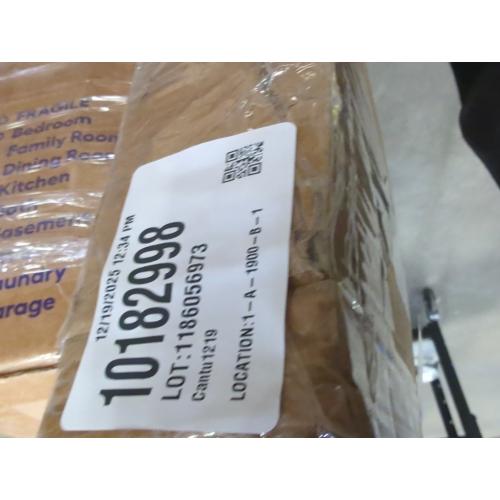 FRAGILE
Bedroom
Family Room
Dining Room
Kitchen
Basement
Laundry
Garage
12/19/2025 12:34 PM
10182998
LOT:1186056973
Cantu1219
LOCATION:1-A-1900-B-1